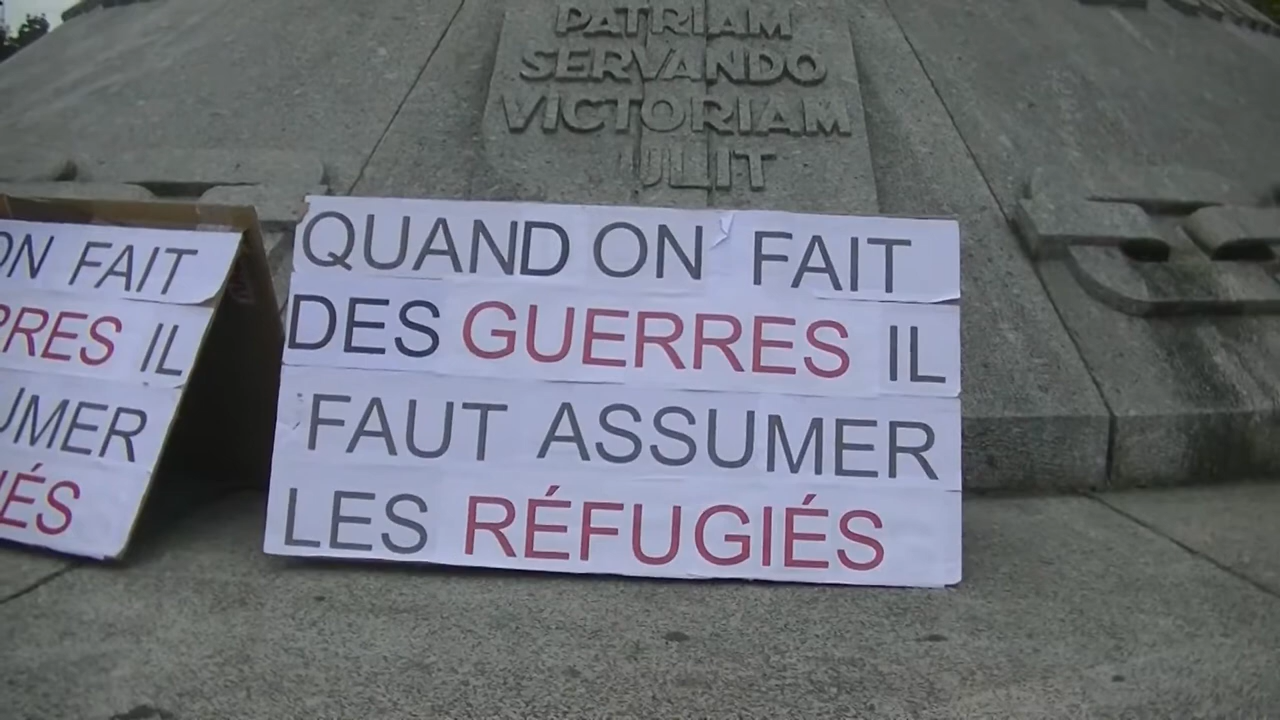 PATRIAM
SERVANDO
VICTORIAM
TULIT
QUAND ON FAIT
DES GUERRES IL
FAUT ASSUMER
LES RÉFUGIÉS
ON FAIT
RRES IL
UMER
IÉS